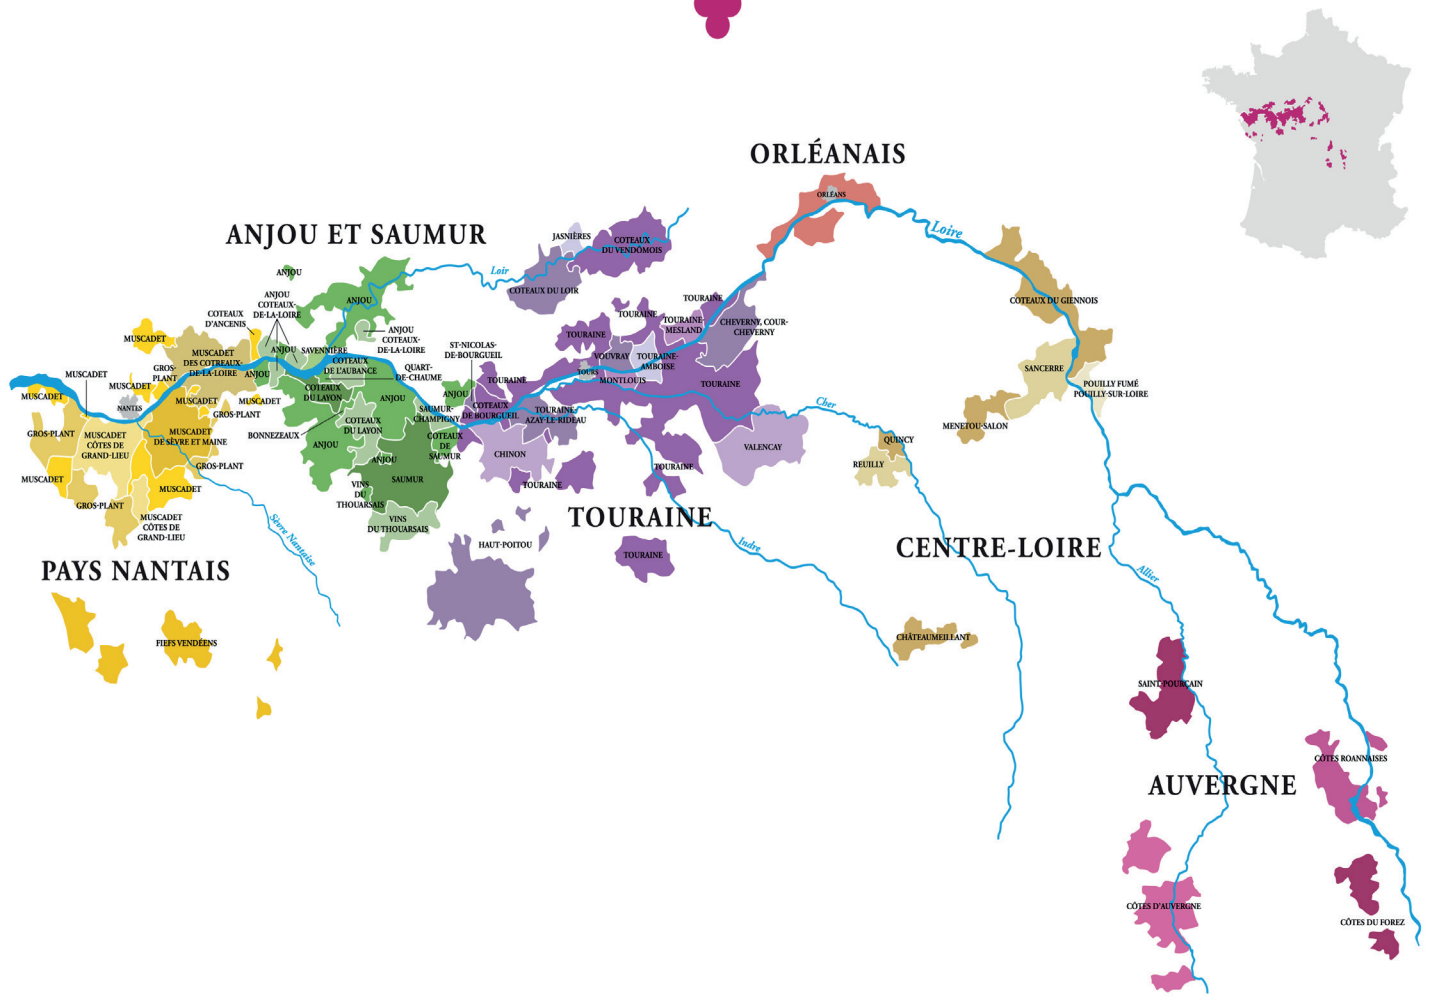 ORLÉANAIS
ORLÉANS
Loire
ANJOU ET SAUMUR
JASNIÈRES
COTEAUX
DU VENDÔMOIS
Loir
COTEAUX DU LOIR
ANJOU
ANJOU
COTEAUX-
DE-LA-LOIRE
ANJOU
COTEAUX
D'ANCENIS
MUSCADET
MUSCADET
DES COTREAUX-
DE-LA-LOIRE
ANJOU
SAVENNIÈRE
ANJOU
COTEAUX-
DE-LA-LOIRE
COTEAUX
DE L'AUBANCE
QUART-
DE-CHAUME
ST-NICOLAS-
DE-BOURGUEIL
TOURAINE
TOURAINE
TOURAINE-
MESLAND
CHEVERNY, COUR-
CHEVERNY
TOURAINE
VOUVRAY
TOURAINE-
AMBOISE
TOURS
MONTLOUIS
TOURAINE
TOURAINE
COTEAUX DU GIENNOIS
SANCERRE
POUILLY FUMÉ
POUILLY-SUR-LOIRE
MENETOU-SALON
MUSCADET
MUSCADET
MUSCADET
GROS-
PLANT
NANTES
MUSCADET
ANJOU
MUSCADET
GROS-PLANT
COTEAUX
DU LAYON
ANJOU
ANJOU
SAUMUR-
CHAMPIGNY
COTEAUX
DE BOURGUEIL
TOURAINE-
AZAY-LE-RIDEAU
Cher
VALENCAY
QUINCY
REUILLY
GROS-PLANT
MUSCADET
CÔTES DE
GRAND-LIEU
MUSCADET
DE SÈVRE ET MAINE
BONNEZEAUX
COTEAUX
DU LAYON
ANJOU
COTEAUX
DE
SAUMUR
CHINON
GROS-PLANT
ANJOU
SAUMUR
TOURAINE
TOURAINE
MUSCADET
MUSCADET
VINS
DU
THOUARSAIS
GROS-PLANT
MUSCADET
CÔTES DE
GRAND-LIEU
VINS
DU THOUARSAIS
TOURAINE
Sèvre Nantaise
HAUT-POITOU
TOURAINE
Indre
CENTRE-LOIRE
PAYS NANTAIS
Allier
FIEFS VENDÉENS
CHÂTEAUMEILLANT
SAINT-POURÇAIN
CÔTES ROANNAISES
AUVERGNE
CÔTES D'AUVERGNE
CÔTES DU FOREZ